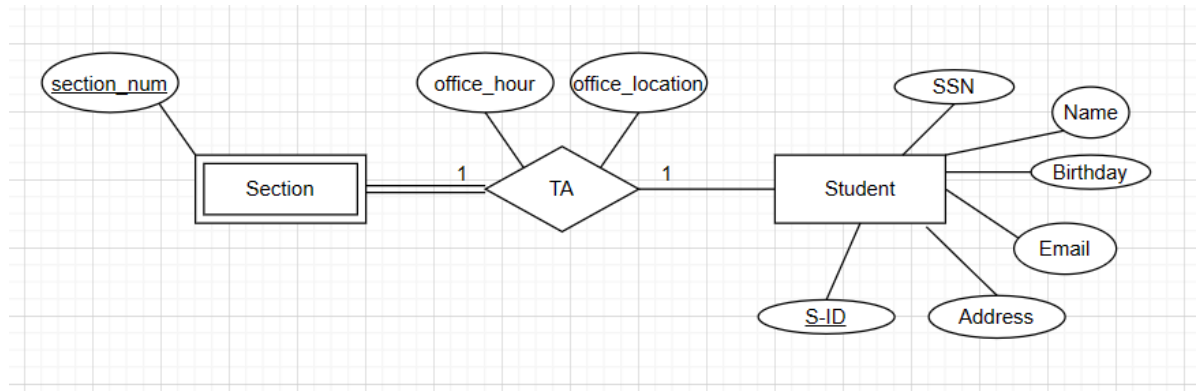 section_num
office_hour
office_location
SSN
Name
Section
1
TA
1
Student
Birthday
Email
S-ID
Address